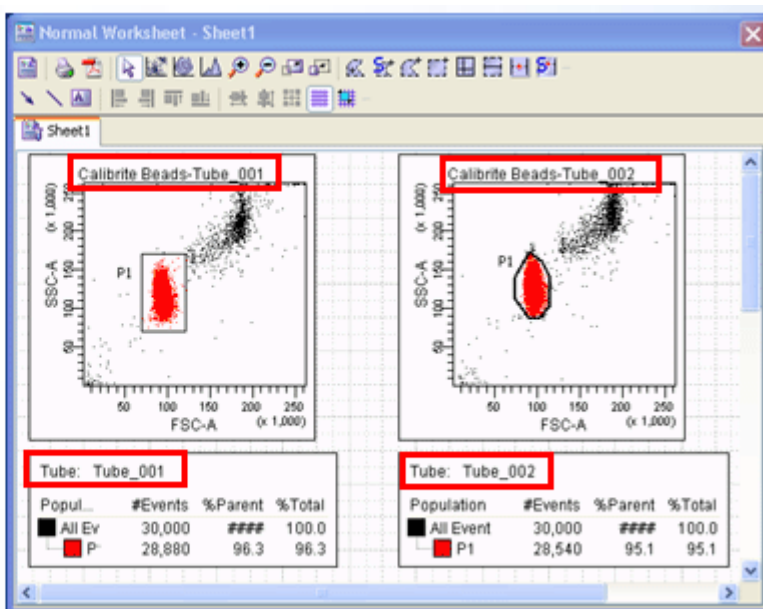 Normal Worksheet - Sheet1
Sheet1
Calibrite Beads-Tube_001
(x 1,000)
250
200
150
100
50
SSC-A
P1
50 100 150 200 250
FSC-A (x 1,000)
Calibrite Beads-Tube_002
(x 1,000)
250
200
150
100
50
SSC-A
P1
50 100 150 200 250
FSC-A (x 1,000)
Tube: Tube_001
Popul... #Events %Parent %Total
All Ev 30,000 #### 100.0
P 28,880 96.3 96.3
Tube: Tube_002
Population #Events %Parent %Total
All Event 30,000 #### 100.0
P1 28,540 95.1 95.1